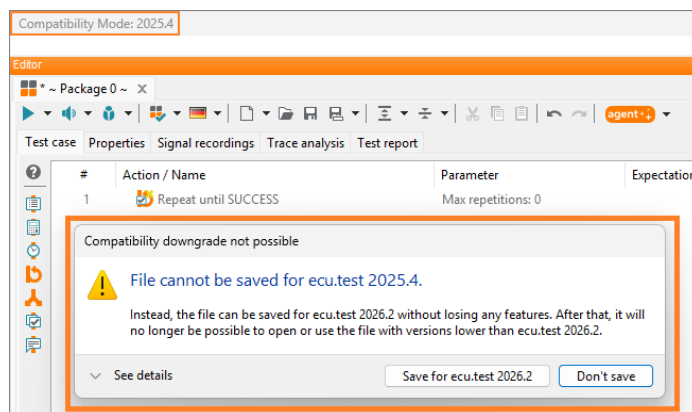 Compatibility Mode: 2025.4
Editor
* ~ Package 0 ~ X
agent
Test case Properties Signal recordings Trace analysis Test report
# Action / Name Parameter Expectation
1 Repeat until SUCCESS Max repetitions: 0
Compatibility downgrade not possible
File cannot be saved for ecu.test 2025.4.
Instead, the file can be saved for ecu.test 2026.2 without losing any features. After that, it will
no longer be possible to open or use the file with versions lower than ecu.test 2026.2.
See details Save for ecu.test 2026.2 Don't save